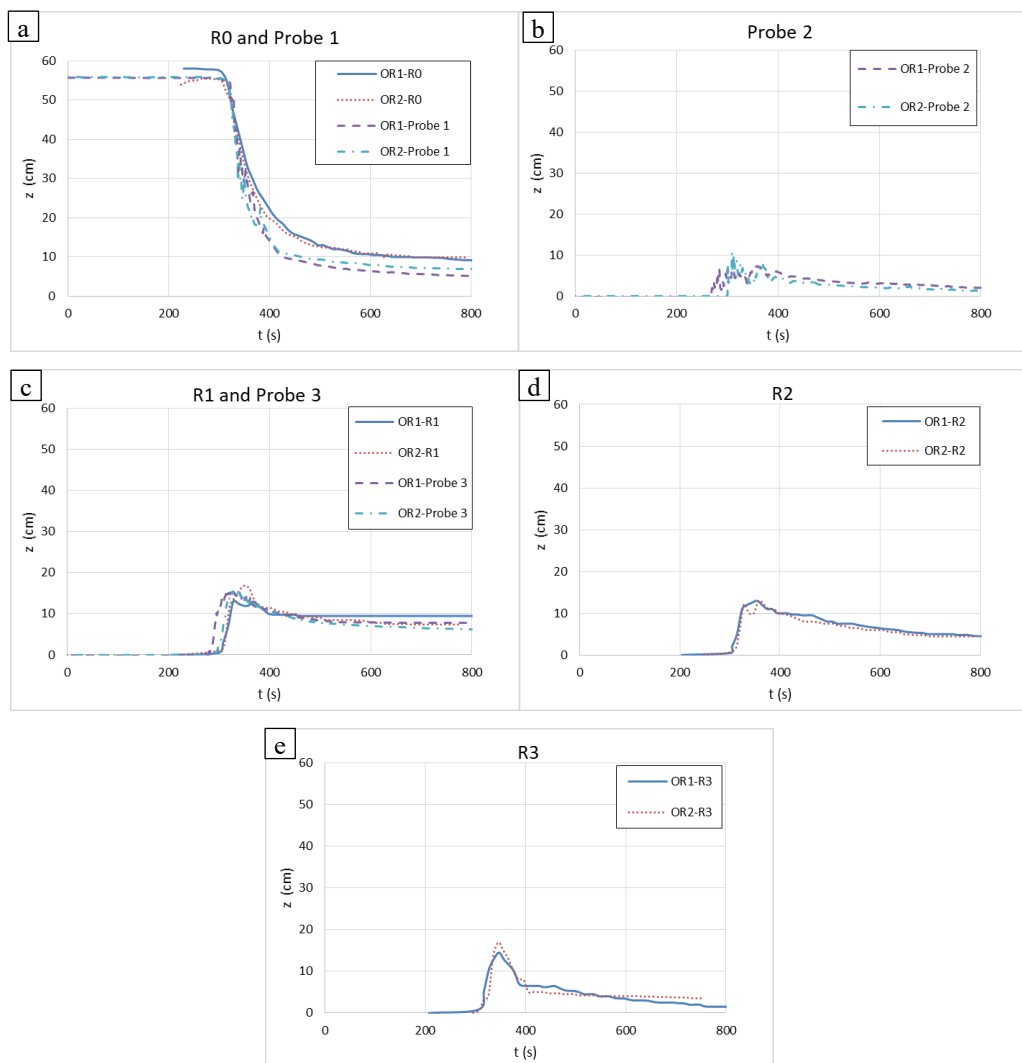 a
R0 and Probe 1
60
50
40
30
20
10
0
z (cm)
0 200 400 600 800
t (s)
OR1-R0
OR2-R0
OR1-Probe 1
OR2-Probe 1
b
Probe 2
60
50
40
30
20
10
0
z (cm)
0 200 400 600 800
t (s)
OR1-Probe 2
OR2-Probe 2
c
R1 and Probe 3
60
50
40
30
20
10
0
z (cm)
0 200 400 600 800
t (s)
OR1-R1
OR2-R1
OR1-Probe 3
OR2-Probe 3
d
R2
60
50
40
30
20
10
0
z (cm)
0 200 400 600 800
t (s)
OR1-R2
OR2-R2
e
R3
60
50
40
30
20
10
0
z (cm)
0 200 400 600 800
t (s)
OR1-R3
OR2-R3